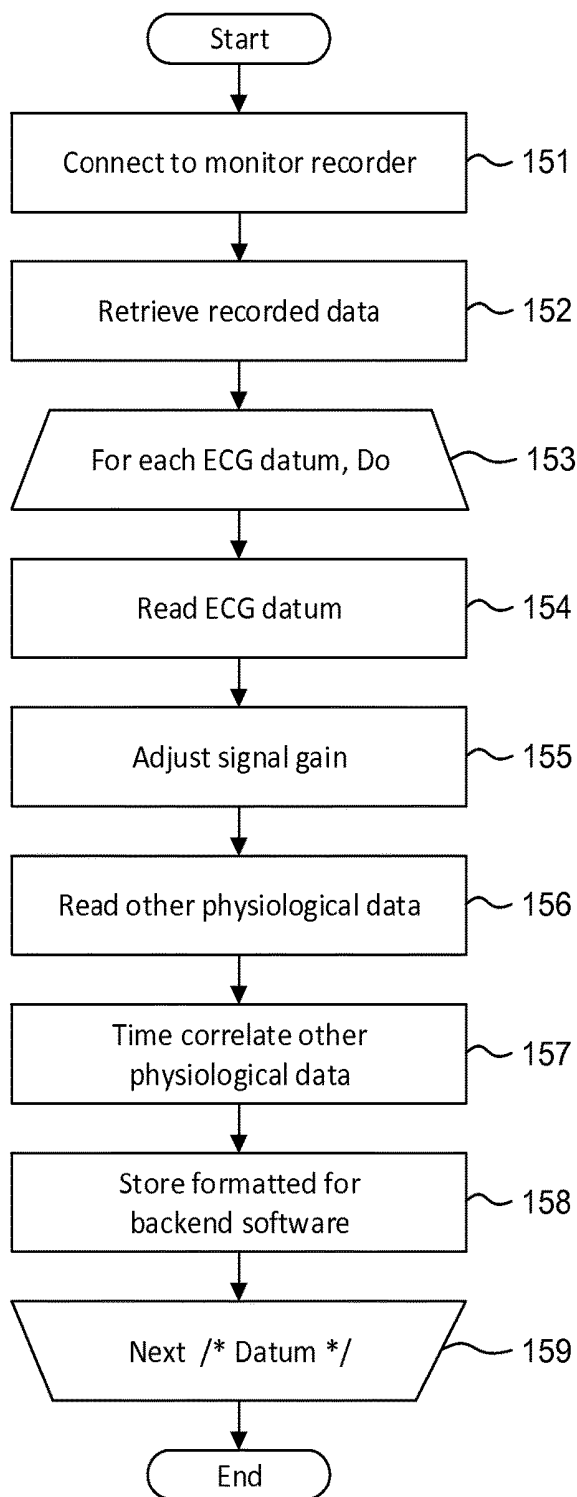 Start
Connect to monitor recorder
151
Retrieve recorded data
152
For each ECG datum, Do
153
Read ECG datum
154
Adjust signal gain
155
Read other physiological data
156
Time correlate other
physiological data
157
Store formatted for
backend software
158
Next /* Datum */
159
End